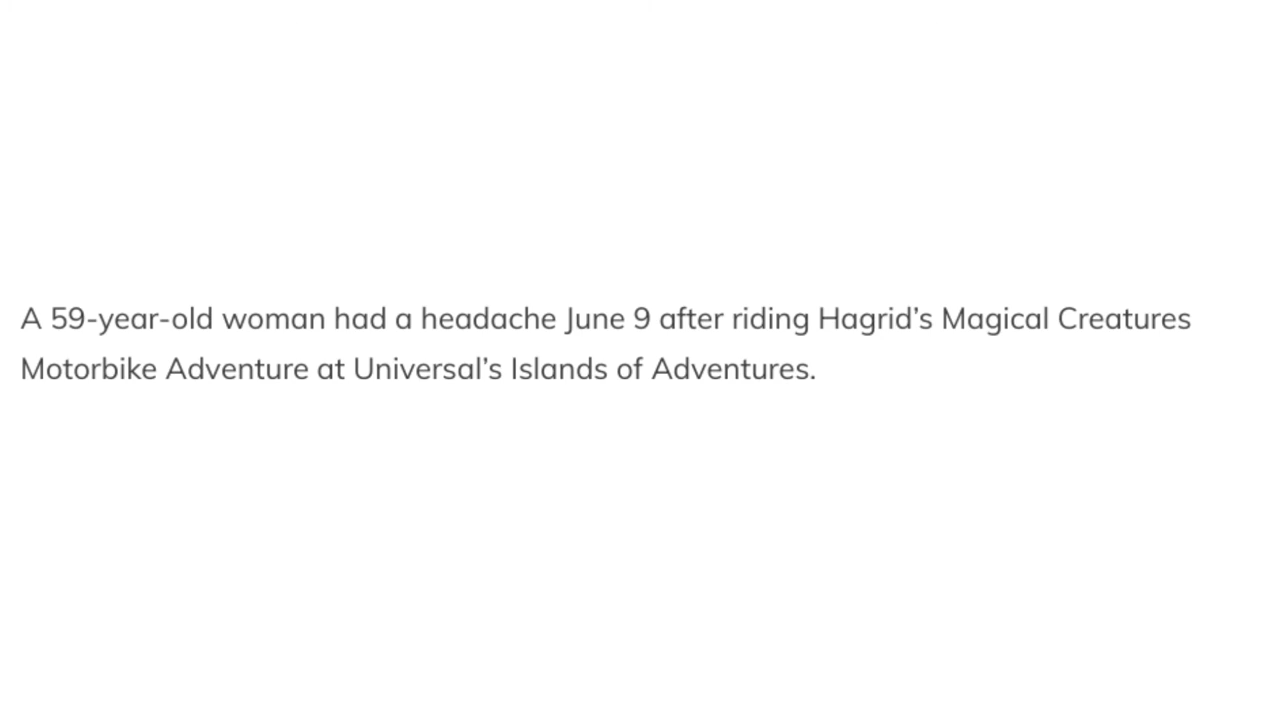 A 59-year-old woman had a headache June 9 after riding Hagrid’s Magical Creatures
Motorbike Adventure at Universal’s Islands of Adventures.